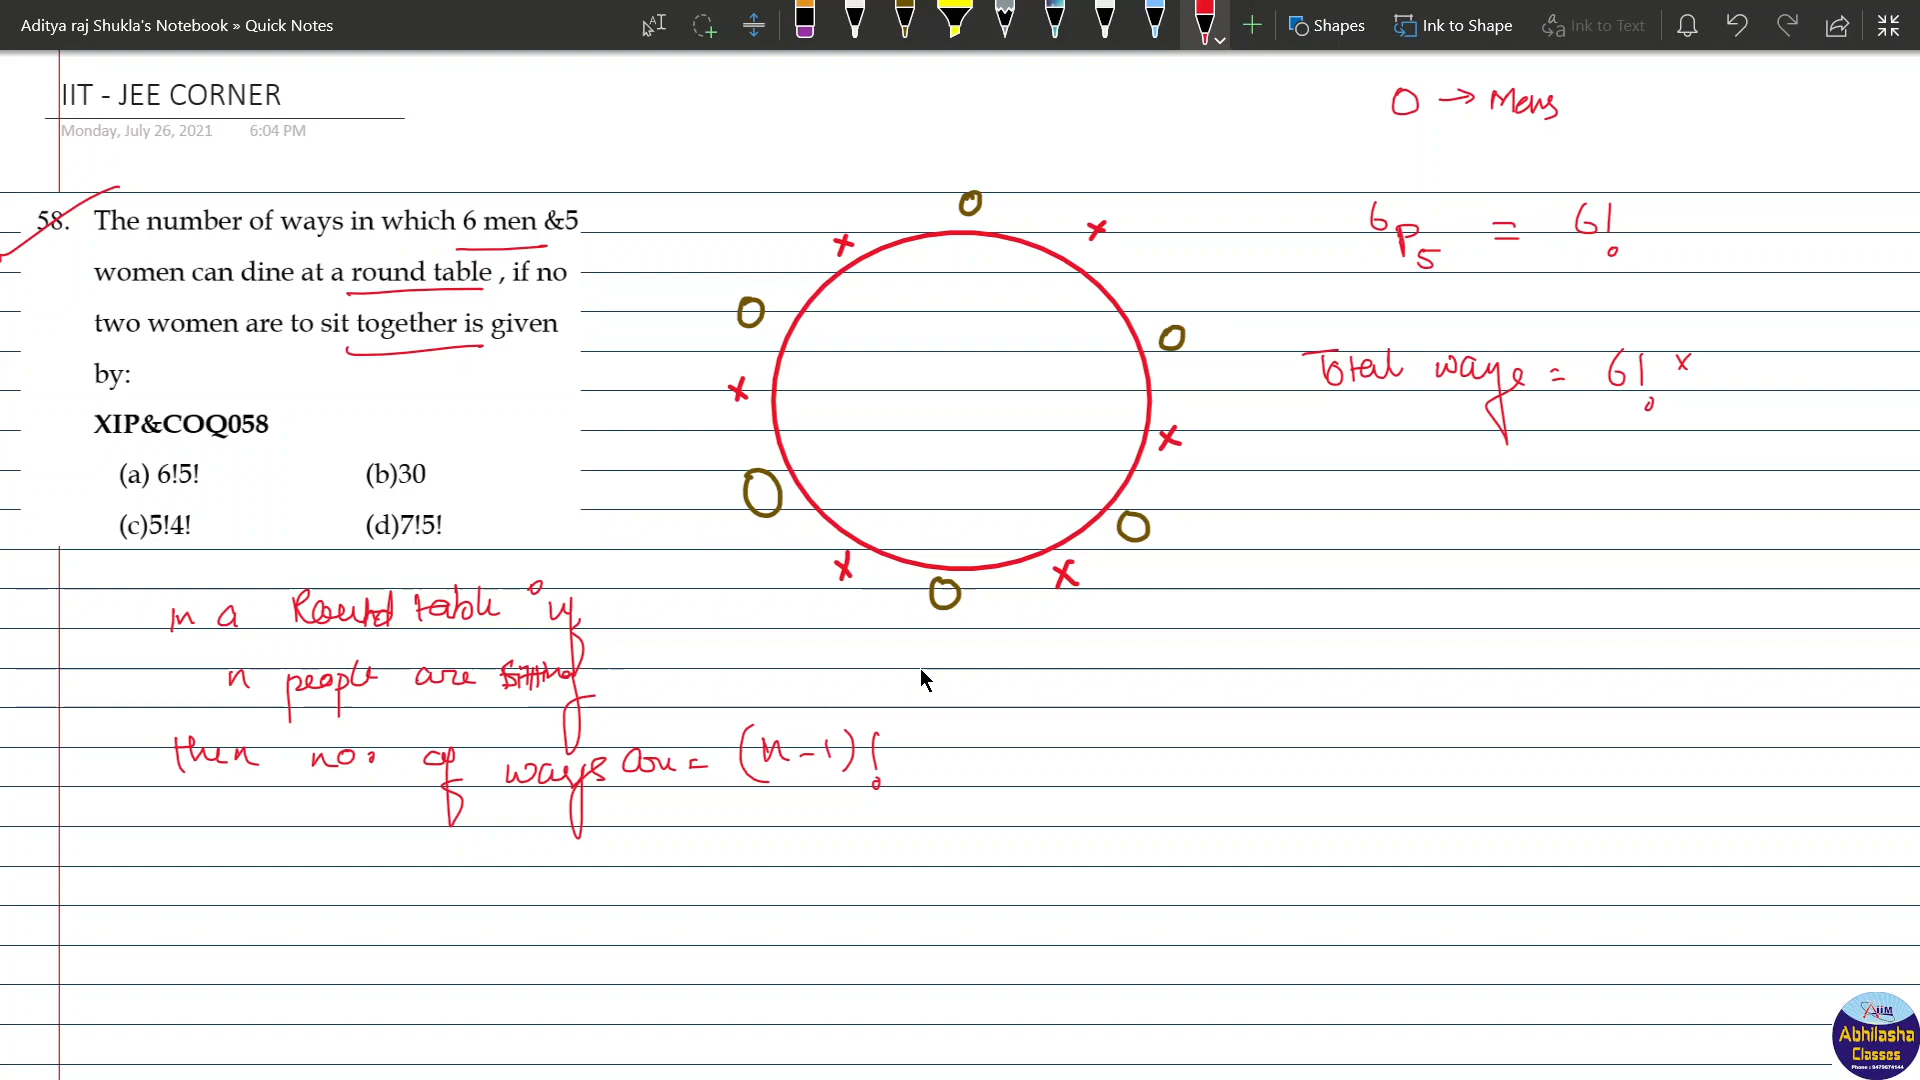 Aditya raj Shukla's Notebook » Quick Notes
Shapes
Ink to Shape
Ink to Text
IIT - JEE CORNER
Monday, July 26, 2021 6:04 PM
O → Mens
58. The number of ways in which 6 men &5
women can dine at a round table , if no
two women are to sit together is given
by:
XIP&COQ058
(a) 6!5! (b)30
(c)5!4! (d)7!5!
6P5 = 6!
Total ways = 6! ×
In a Round table if
n people are sitting
then no. of ways are = (n-1)!
AiiM
Abhilasha
Classes
Phone : 9479674144